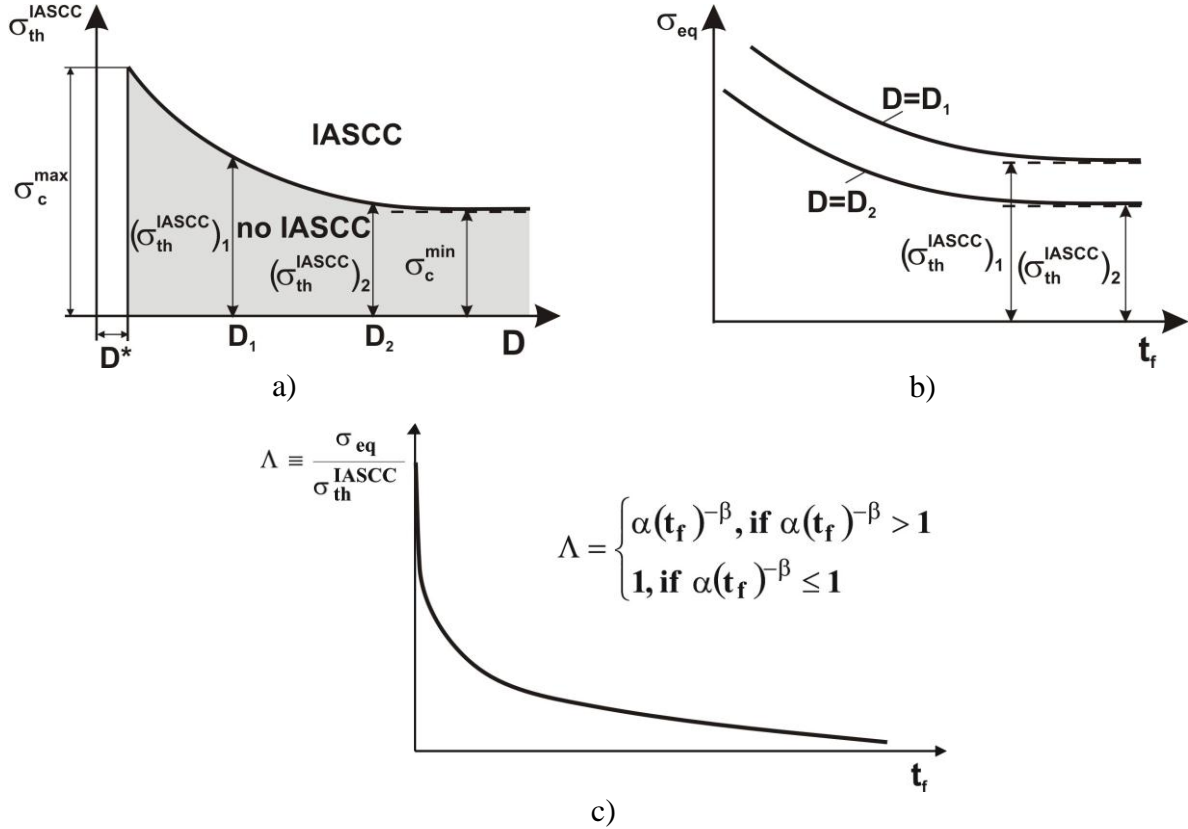 σ_th^IASCC
IASCC
σ_c^max
(σ_th^IASCC)_1
no IASCC
(σ_th^IASCC)_2
σ_c^min
D*
D_1
D_2
D
a)
σ_eq
D=D_1
D=D_2
(σ_th^IASCC)_1
(σ_th^IASCC)_2
t_f
b)
Λ ≡ σ_eq / σ_th^IASCC
Λ = { α(t_f)^−β, if α(t_f)^−β > 1
1, if α(t_f)^−β ≤ 1
t_f
c)